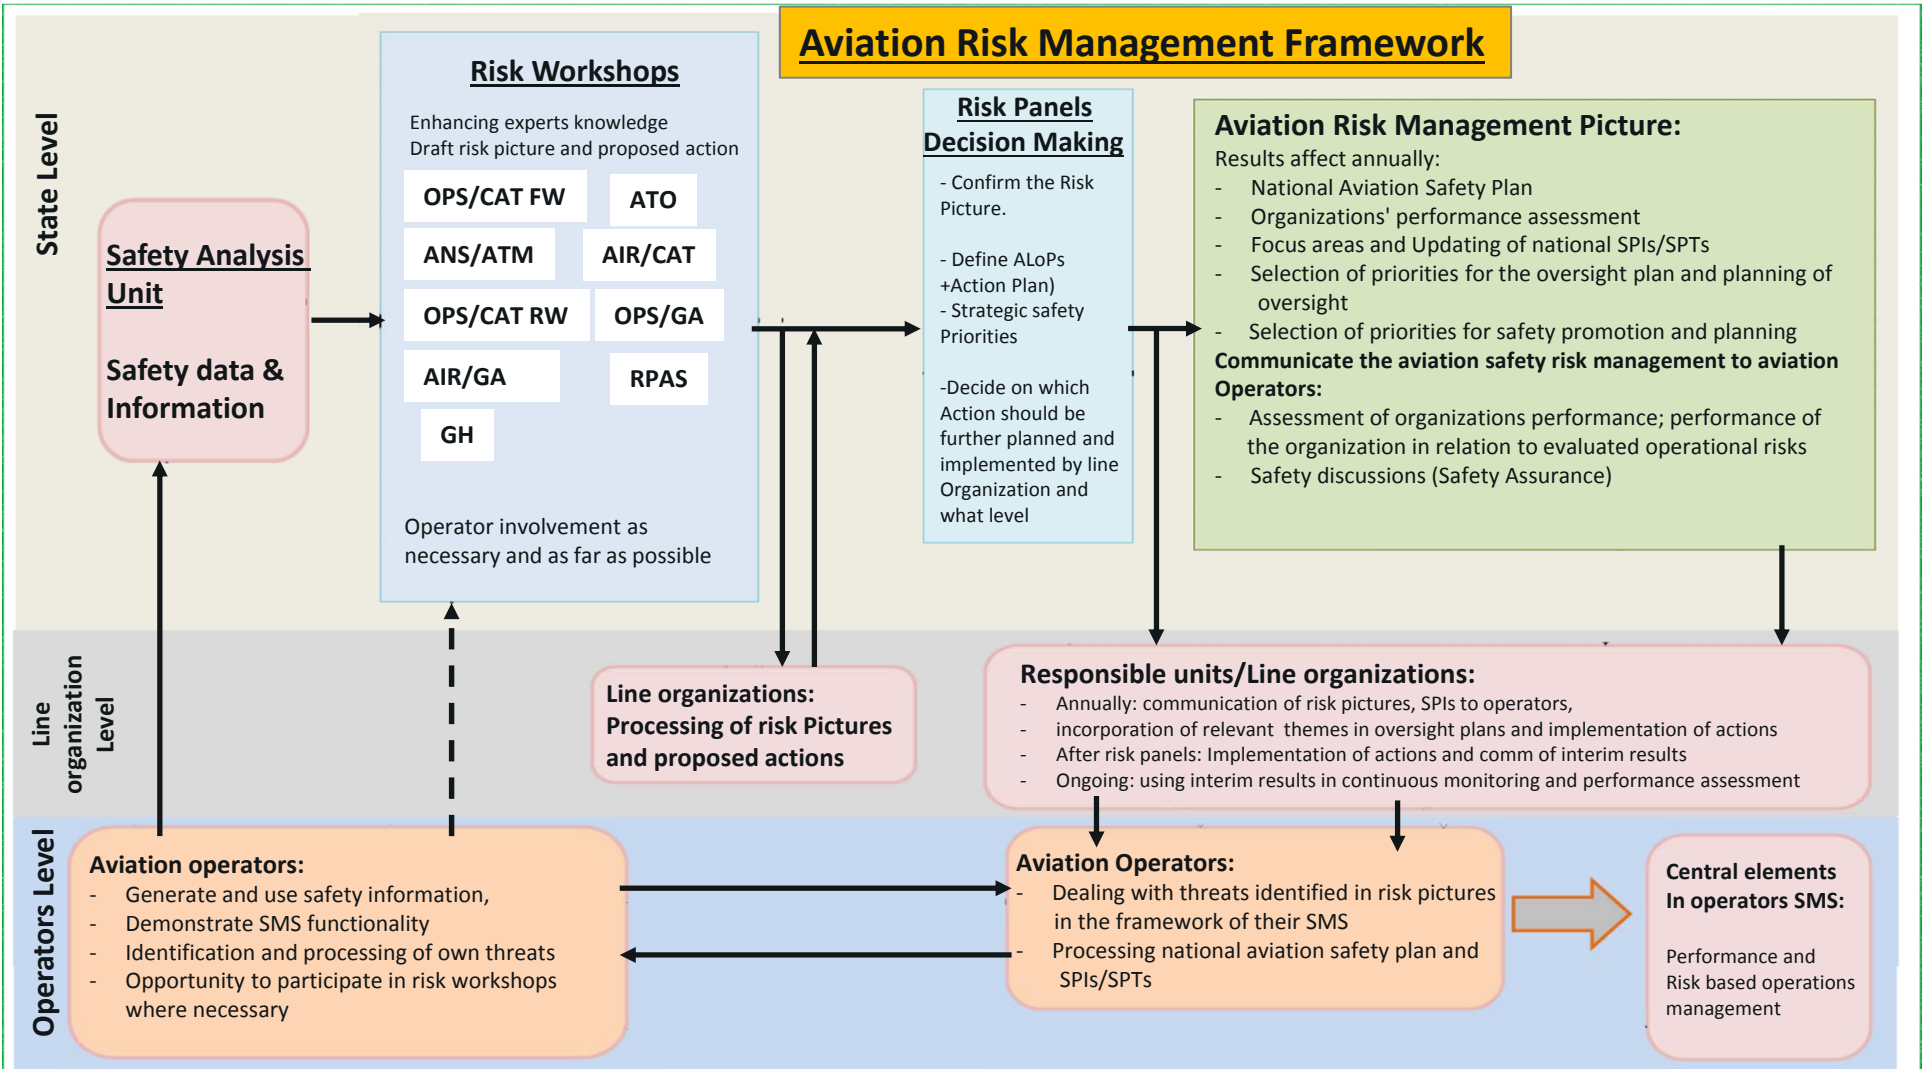 Aviation Risk Management Framework
State Level
Safety Analysis
Unit
Safety data &
Information
Risk Workshops
Enhancing experts knowledge
Draft risk picture and proposed action
OPS/CAT FW
ATO
ANS/ATM
AIR/CAT
OPS/CAT RW
OPS/GA
AIR/GA
RPAS
GH
Operator involvement as
necessary and as far as possible
Risk Panels
Decision Making
- Confirm the Risk
Picture.
- Define ALoPs
+Action Plan)
- Strategic safety
Priorities
-Decide on which
Action should be
further planned and
implemented by line
Organization and
what level
Aviation Risk Management Picture:
Results affect annually:
- National Aviation Safety Plan
- Organizations' performance assessment
- Focus areas and Updating of national SPIs/SPTs
- Selection of priorities for the oversight plan and planning of
oversight
- Selection of priorities for safety promotion and planning
Communicate the aviation safety risk management to aviation
Operators:
- Assessment of organizations performance; performance of
the organization in relation to evaluated operational risks
- Safety discussions (Safety Assurance)
Line
organization
Level
Line organizations:
Processing of risk Pictures
and proposed actions
Responsible units/Line organizations:
- Annually: communication of risk pictures, SPIs to operators,
- incorporation of relevant themes in oversight plans and implementation of actions
- After risk panels: Implementation of actions and comm of interim results
- Ongoing: using interim results in continuous monitoring and performance assessment
Operators Level
Aviation operators:
- Generate and use safety information,
- Demonstrate SMS functionality
- Identification and processing of own threats
- Opportunity to participate in risk workshops
where necessary
Aviation Operators:
- Dealing with threats identified in risk pictures
in the framework of their SMS
- Processing national aviation safety plan and
SPIs/SPTs
Central elements
In operators SMS:
Performance and
Risk based operations
management